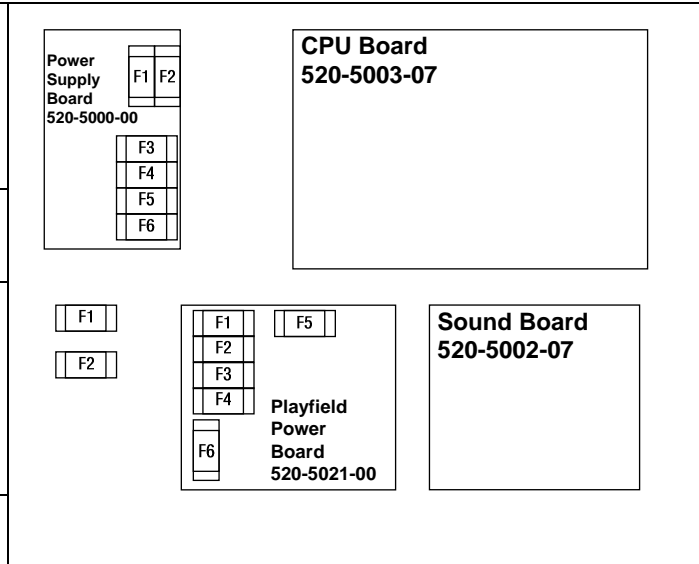 Power
Supply
Board
520-5000-00
F1 F2
F3
F4
F5
F6
CPU Board
520-5003-07
F1
F2
F1
F2
F3
F4
F5
F6
Playfield
Power
Board
520-5021-00
Sound Board
520-5002-07